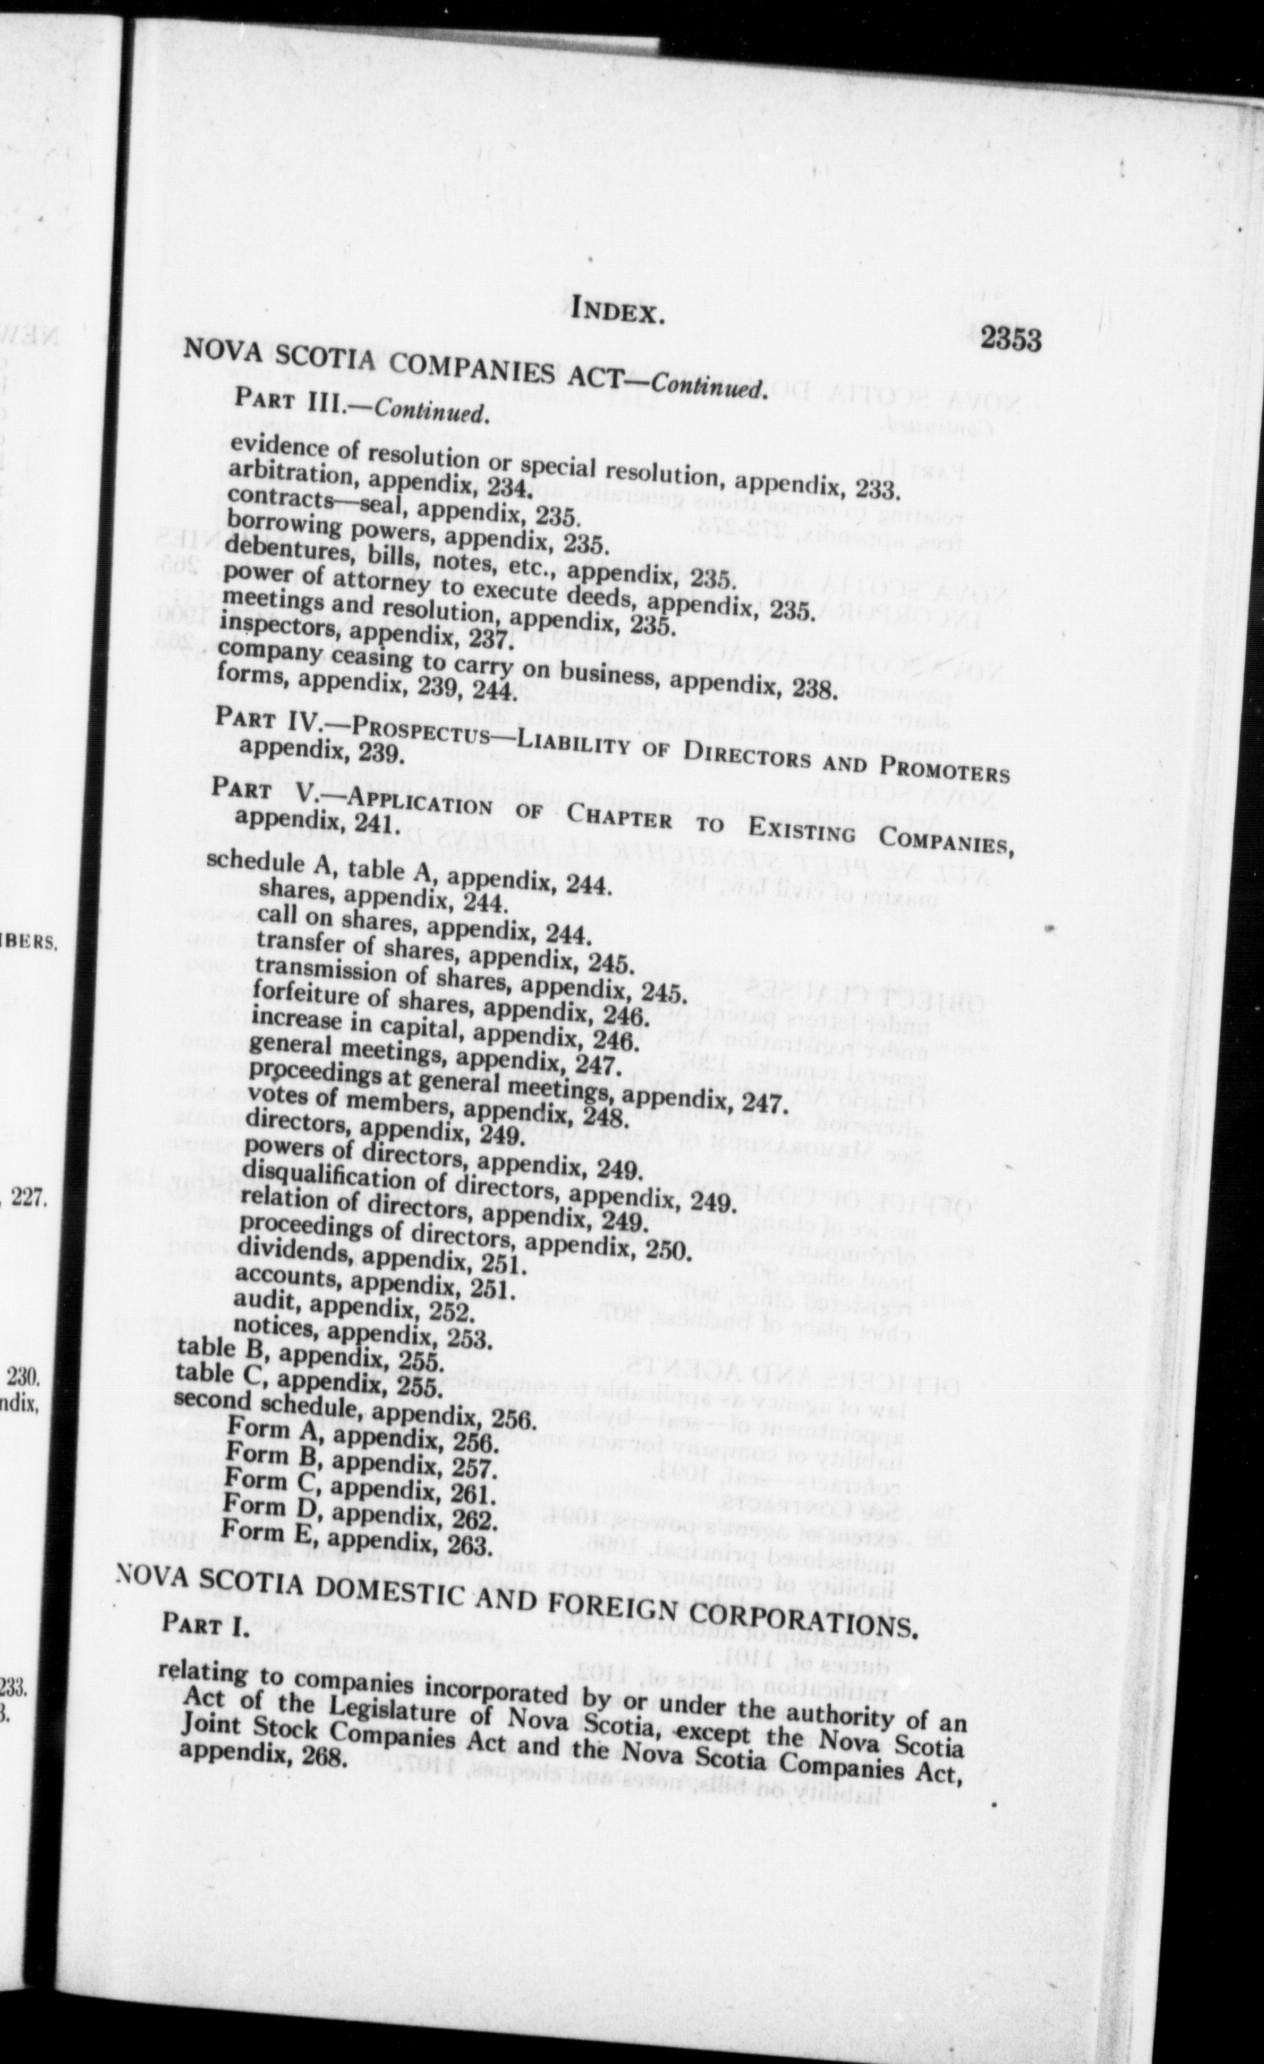 INDEX.
2353
NOVA SCOTIA COMPANIES ACT—Continued.
PART III.—Continued.
evidence of resolution or special resolution, appendix, 233.
arbitration, appendix, 234.
contracts—seal, appendix, 235.
borrowing powers, appendix, 235.
debentures, bills, notes, etc., appendix, 235.
power of attorney to execute deeds, appendix, 235.
meetings and resolution, appendix, 235.
inspectors, appendix, 237.
company ceasing to carry on business, appendix, 238.
forms, appendix, 239, 244.
PART IV.—PROSPECTUS—LIABILITY OF DIRECTORS AND PROMOTERS
appendix, 239.
PART V.—APPLICATION OF CHAPTER TO EXISTING COMPANIES,
appendix, 241.
schedule A, table A, appendix, 244.
shares, appendix, 244.
call on shares, appendix, 244.
transfer of shares, appendix, 245.
transmission of shares, appendix, 245.
forfeiture of shares, appendix, 246.
increase in capital, appendix, 246.
general meetings, appendix, 247.
proceedings at general meetings, appendix, 247.
votes of members, appendix, 248.
directors, appendix, 249.
powers of directors, appendix, 249.
disqualification of directors, appendix, 249.
relation of directors, appendix, 249.
proceedings of directors, appendix, 250.
dividends, appendix, 251.
accounts, appendix, 251.
audit, appendix, 252.
notices, appendix, 253.
table B, appendix, 255.
table C, appendix, 255.
second schedule, appendix, 256.
Form A, appendix, 256.
Form B, appendix, 257.
Form C, appendix, 261.
Form D, appendix, 262.
Form E, appendix, 263.
NOVA SCOTIA DOMESTIC AND FOREIGN CORPORATIONS.
PART I.
relating to companies incorporated by or under the authority of an
Act of the Legislature of Nova Scotia, except the Nova Scotia
Joint Stock Companies Act and the Nova Scotia Companies Act,
appendix, 268.